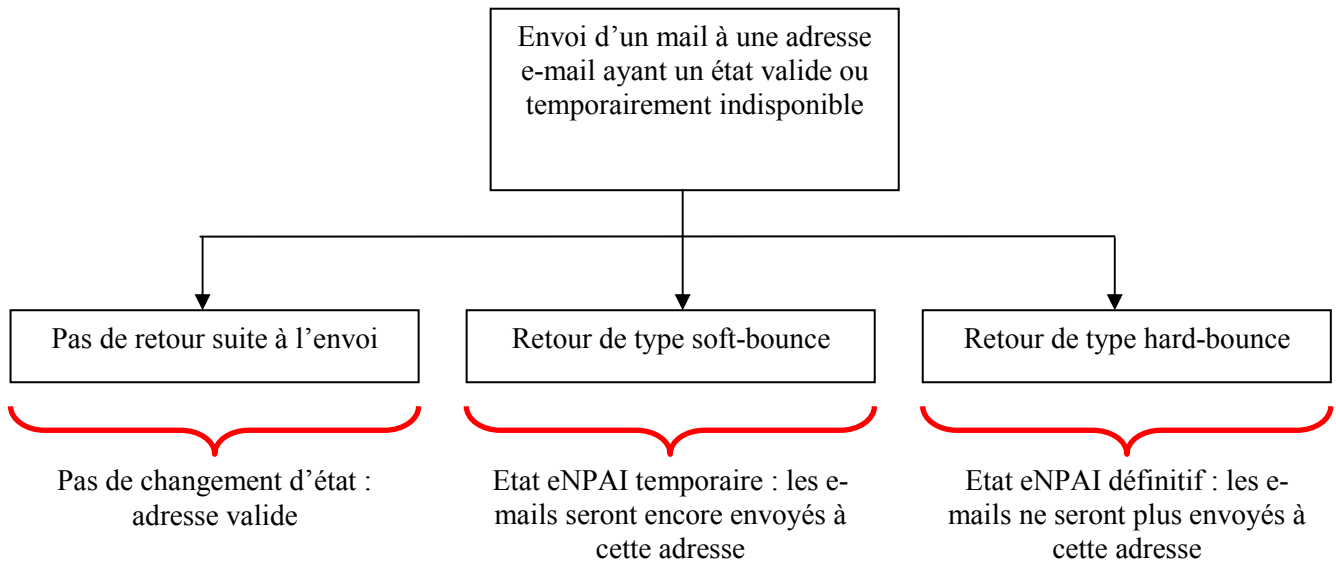 Envoi d’un mail à une adresse
e-mail ayant un état valide ou
temporairement indisponible
Pas de retour suite à l’envoi
Retour de type soft-bounce
Retour de type hard-bounce
Pas de changement d’état :
adresse valide
Etat eNPAI temporaire : les e-
mails seront encore envoyés à
cette adresse
Etat eNPAI définitif : les e-
mails ne seront plus envoyés à
cette adresse